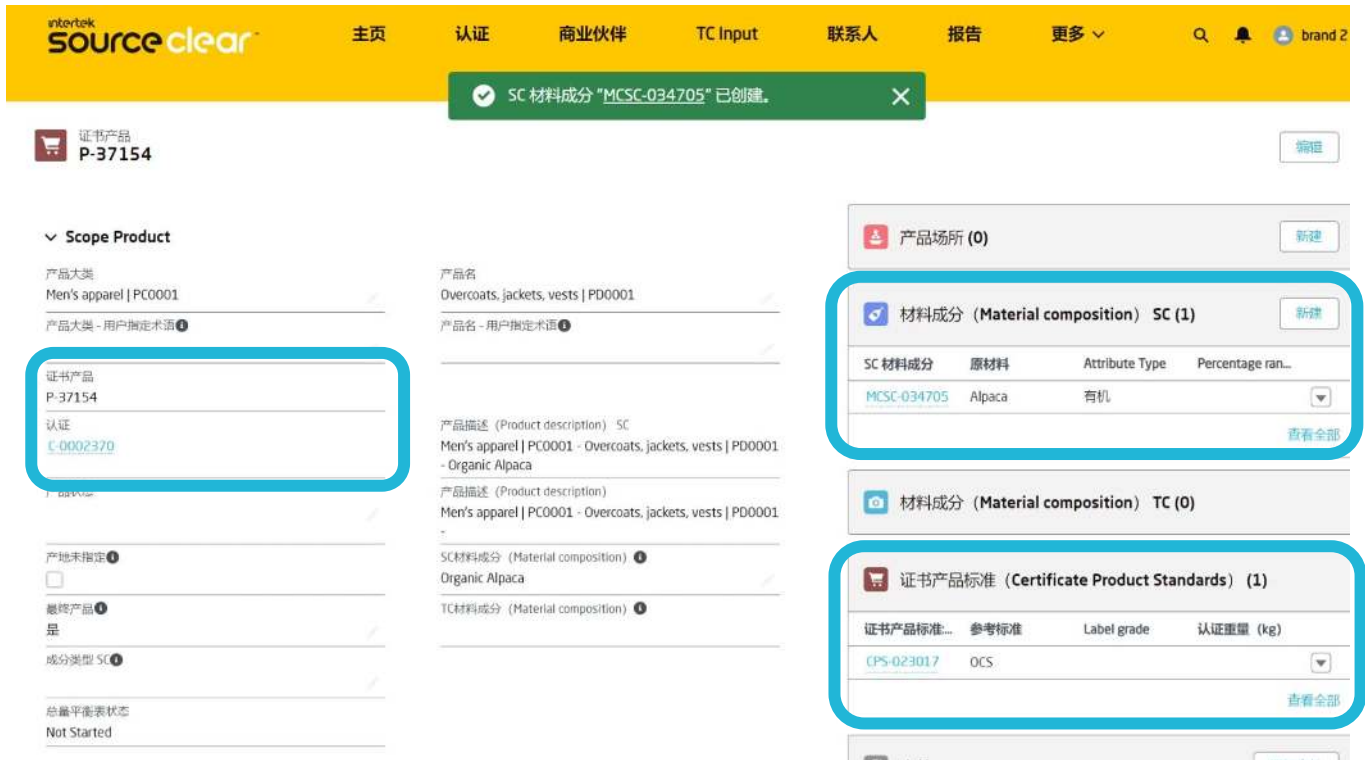 intertek
source clear
主页 认证 商业伙伴 TC Input 联系人 报告 更多 brand 2
SC 材料成分 "MCSC-034705" 已创建。
证书产品
P-37154
编辑
Scope Product
产品大类
Men's apparel | PC0001
产品名
Overcoats, jackets, vests | PD0001
产品大类 - 用户指定术语
产品名 - 用户指定术语
证书产品
P-37154
认证
C-0002370
产品描述 (Product description) SC
Men's apparel | PC0001 - Overcoats, jackets, vests | PD0001
- Organic Alpaca
产品状态
产品描述 (Product description)
Men's apparel | PC0001 - Overcoats, jackets, vests | PD0001
-
产地未指定
SC材料成分 (Material composition)
Organic Alpaca
最终产品
是
TC材料成分 (Material composition)
成分类型 SC
总量平衡表状态
Not Started
产品场所 (0)
新建
材料成分 (Material composition) SC (1)
新建
SC 材料成分 原材料 Attribute Type Percentage ran...
MCSC-034705 Alpaca 有机
查看全部
材料成分 (Material composition) TC (0)
证书产品标准 (Certificate Product Standards) (1)
证书产品标准:... 参考标准 Label grade 认证重量 (kg)
CPS-023017 OCS
查看全部